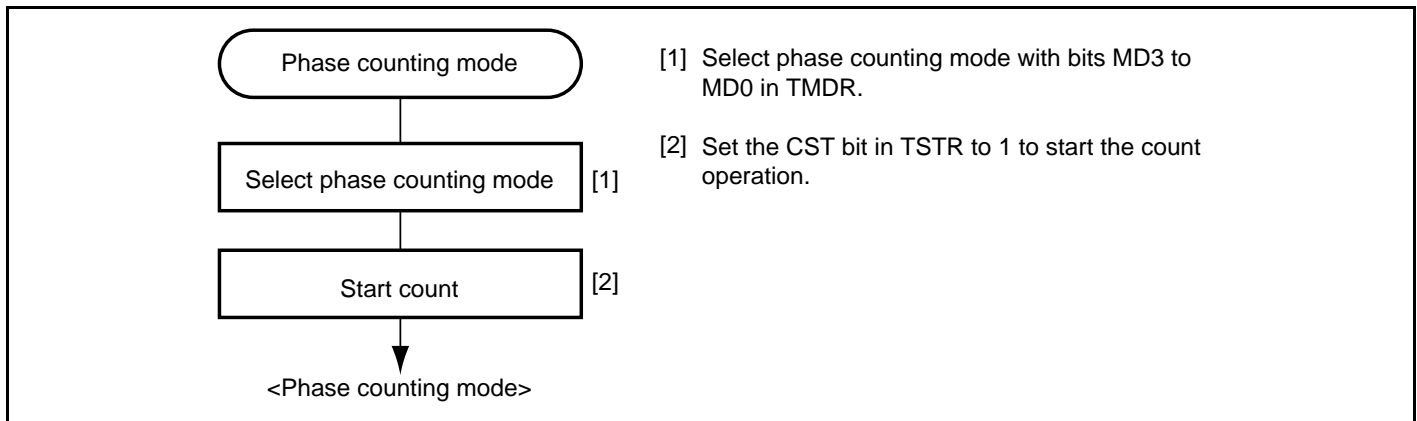 Phase counting mode
Select phase counting mode [1]
Start count [2]
<Phase counting mode>
[1] Select phase counting mode with bits MD3 to
MD0 in TMDR.
[2] Set the CST bit in TSTR to 1 to start the count
operation.